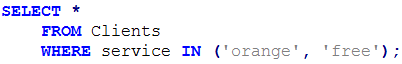 SELECT *
FROM Clients
WHERE service IN ('orange', 'free');